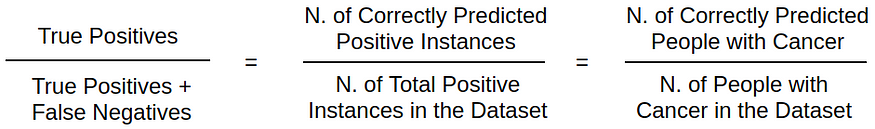 True Positives
True Positives +
False Negatives
=
N. of Correctly Predicted
Positive Instances
N. of Total Positive
Instances in the Dataset
=
N. of Correctly Predicted
People with Cancer
N. of People with
Cancer in the Dataset